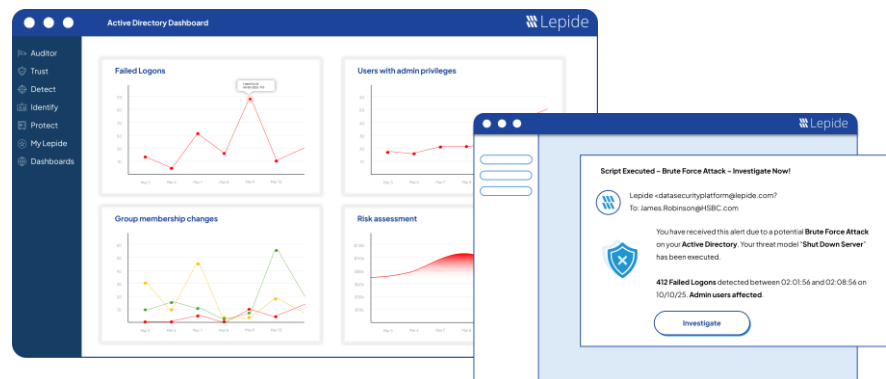 Active Directory Dashboard
Lepide
Auditor
Trust
Detect
Identify
Protect
My Lepide
Dashboards
Failed Logons
Users with admin privileges
Group membership changes
Risk assessment
Lepide
Script Executed – Brute Force Attack – Investigate Now!
Lepide <datasecurityplatform@lepide.com?
To: James.Robinson@HSBC.com
You have received this alert due to a potential Brute Force Attack
on your Active Directory. Your threat model "Shut Down Server"
has been executed.
412 Failed Logons detected between 02:01:56 and 02:08:56 on
10/10/25. Admin users affected.
Investigate